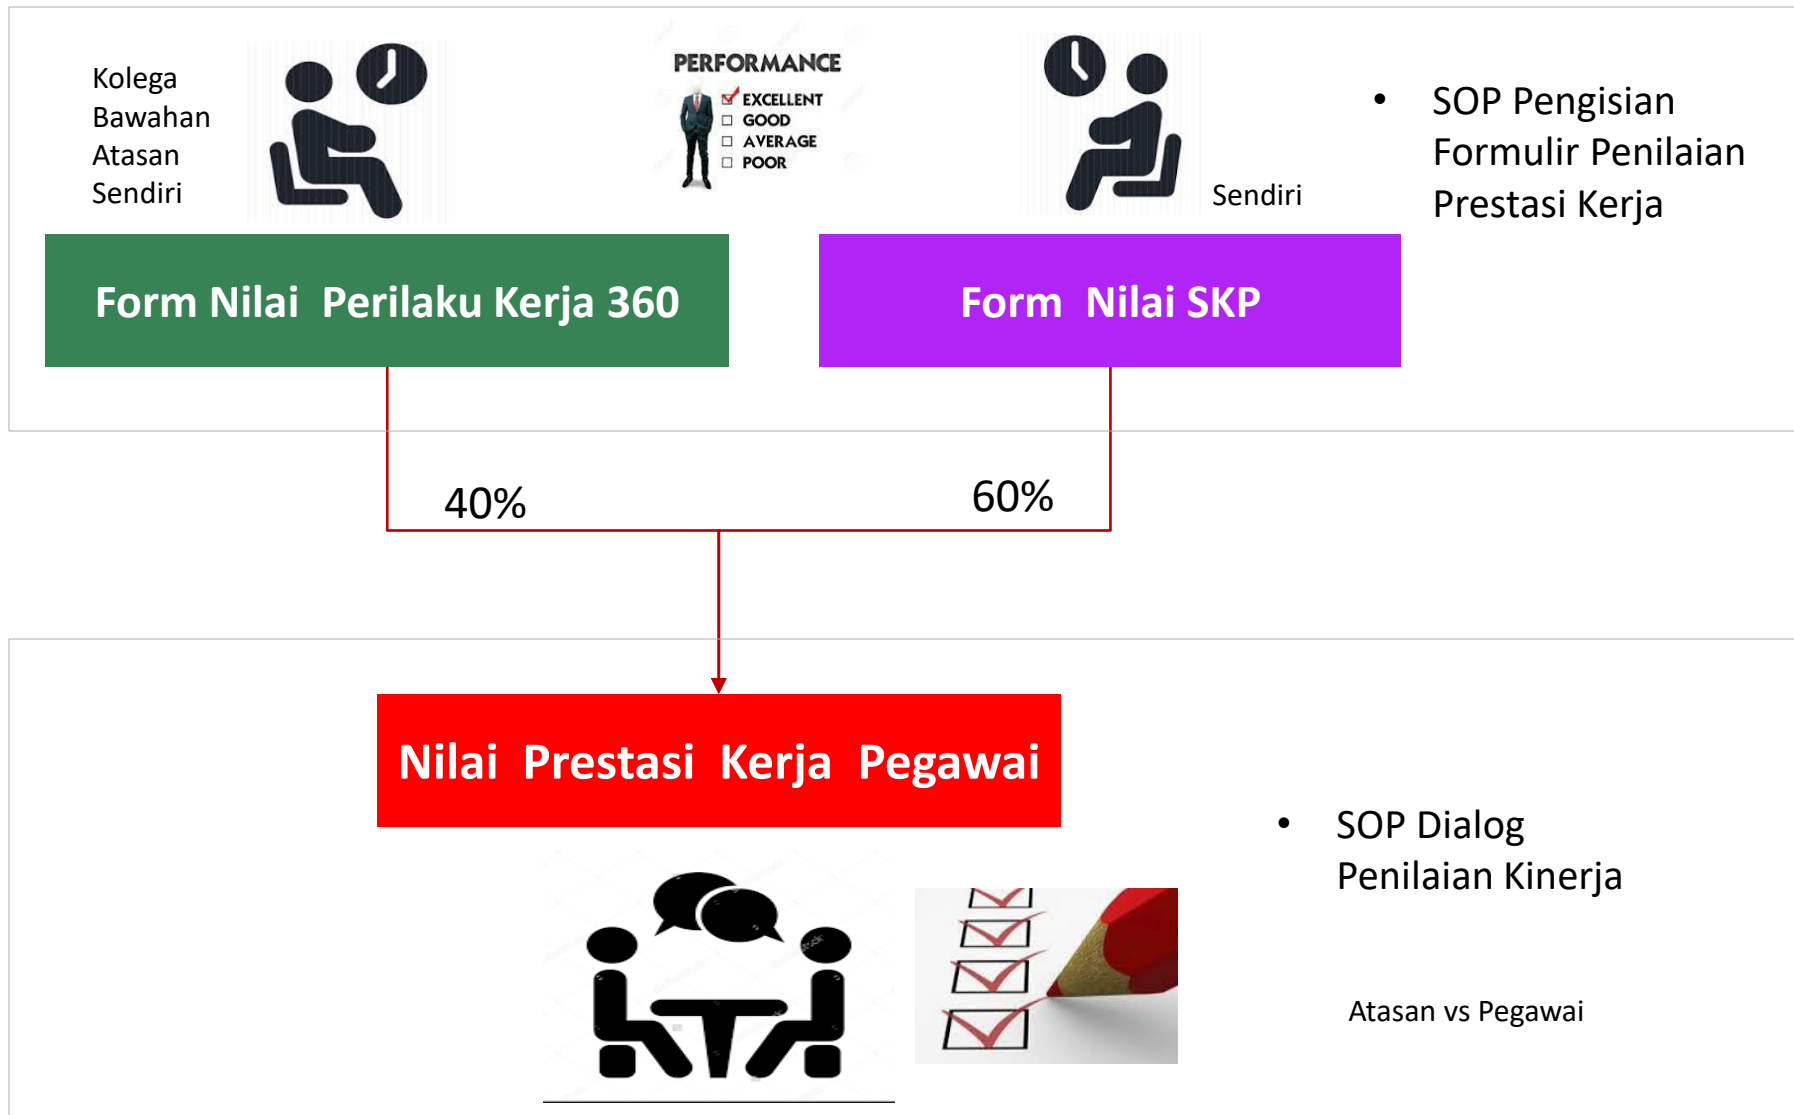 Kolega
Bawahan
Atasan
Sendiri
PERFORMANCE
EXCELLENT
GOOD
AVERAGE
POOR
Sendiri
• SOP Pengisian
Formulir Penilaian
Prestasi Kerja
Form Nilai Perilaku Kerja 360
Form Nilai SKP
40%
60%
Nilai Prestasi Kerja Pegawai
• SOP Dialog
Penilaian Kinerja
Atasan vs Pegawai